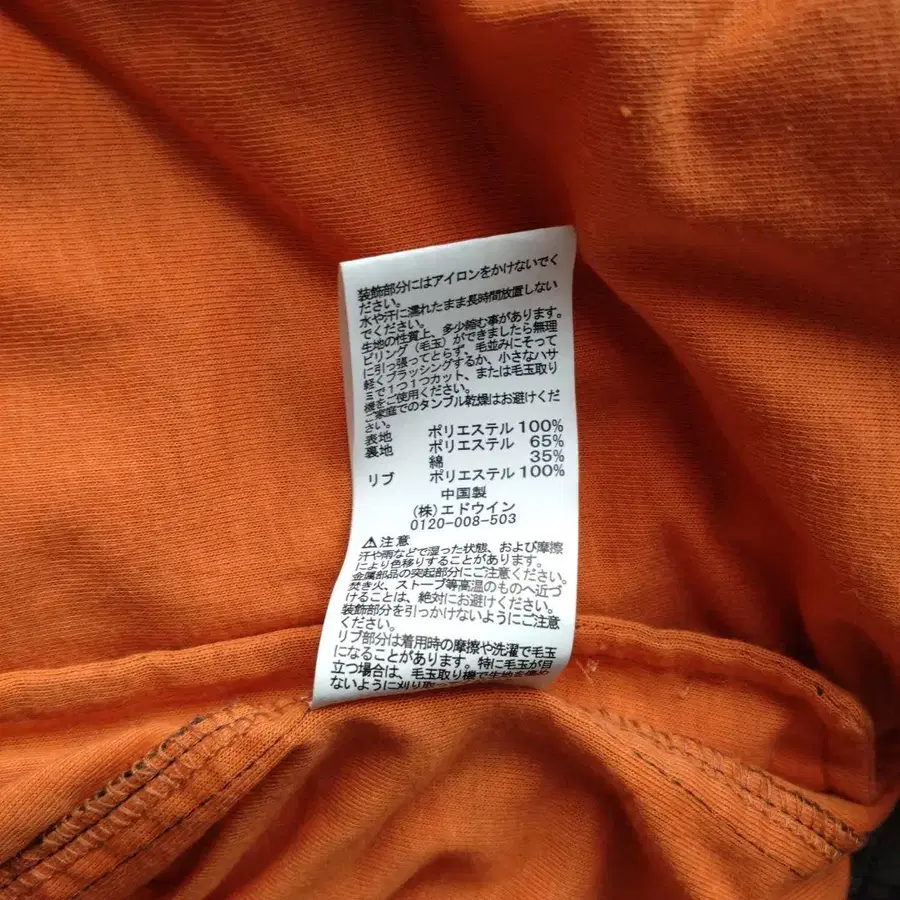 装飾部分にはアイロンをかけないでく
ださい。
水や汗に濡れたまま長時間放置しない
でください。
生地の性質上、多少縮む事があります。
ピリング（毛玉）ができましたら無理
に引っ張ってとらず、毛並みにそって
軽くブラッシングするか、小さなハサ
ミで1つ1つカット、または毛玉取り
機をご使用ください。
ご家庭でのタンブル乾燥はお避けくだ
さい。
表地 ポリエステル 100%
裏地 ポリエステル 65%
綿 35%
リブ ポリエステル 100%
中国製
(株)エドウイン
0120-008-503
⚠注意
汗や雨などで湿った状態、および摩擦
により色移りすることがあります。
金属部品の突起部分にご注意ください。
焚き火、ストーブ等高温のものへ近づ
けることは、絶対にお避けください。
装飾部分を引っかけないようにご注意
ください。
リブ部分は着用時の摩擦や洗濯で毛玉
になることがあります。特に毛玉が目
立つ場合は、毛玉取り機で生地を傷め
ないように刈り取っ